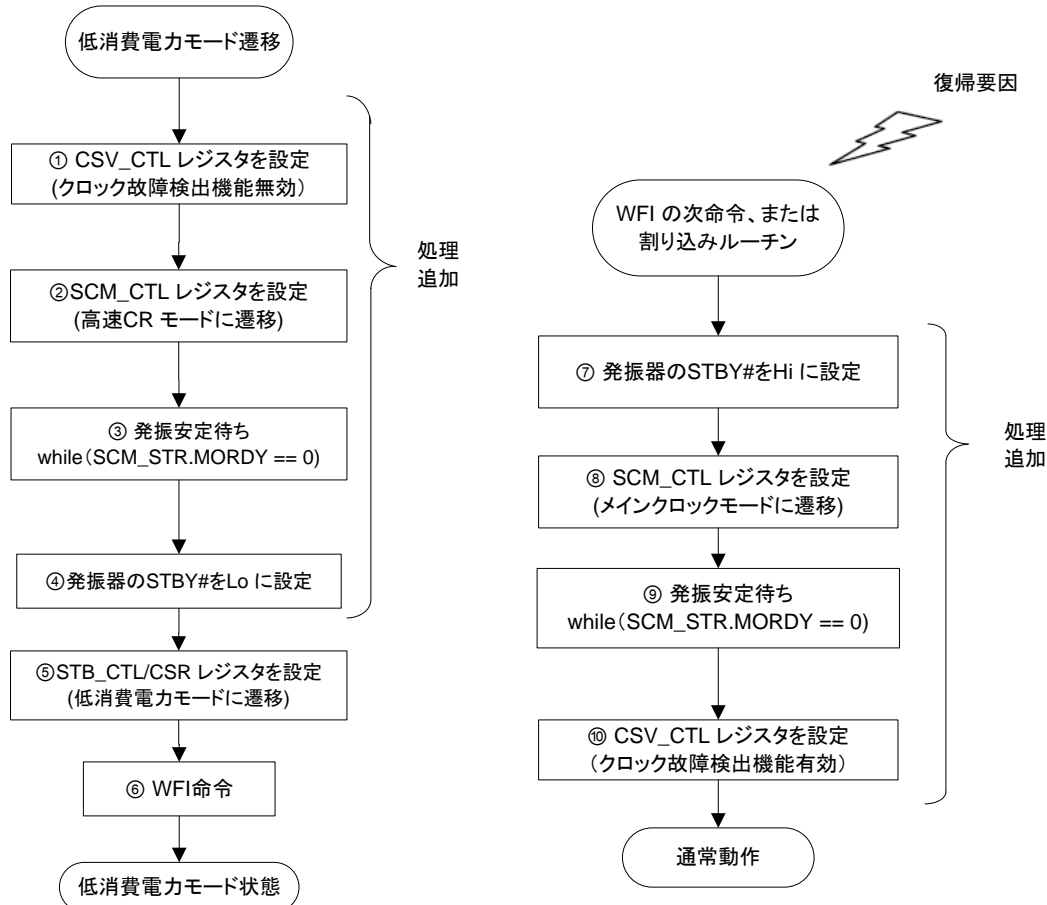 低消費電力モード遷移
① CSV_CTL レジスタを設定
(クロック故障検出機能無効）
②SCM_CTL レジスタを設定
(高速CR モードに遷移)
③ 発振安定待ち
while（SCM_STR.MORDY == 0)
④発振器のSTBY#をLo に設定
⑤STB_CTL/CSR レジスタを設定
(低消費電力モードに遷移)
⑥ WFI命令
低消費電力モード状態
処理
追加
復帰要因
WFI の次命令、または
割り込みルーチン
⑦ 発振器のSTBY#をHi に設定
⑧ SCM_CTL レジスタを設定
(メインクロックモードに遷移)
⑨ 発振安定待ち
while（SCM_STR.MORDY == 0)
⑩ CSV_CTL レジスタを設定
（クロック故障検出機能有効）
通常動作
処理
追加